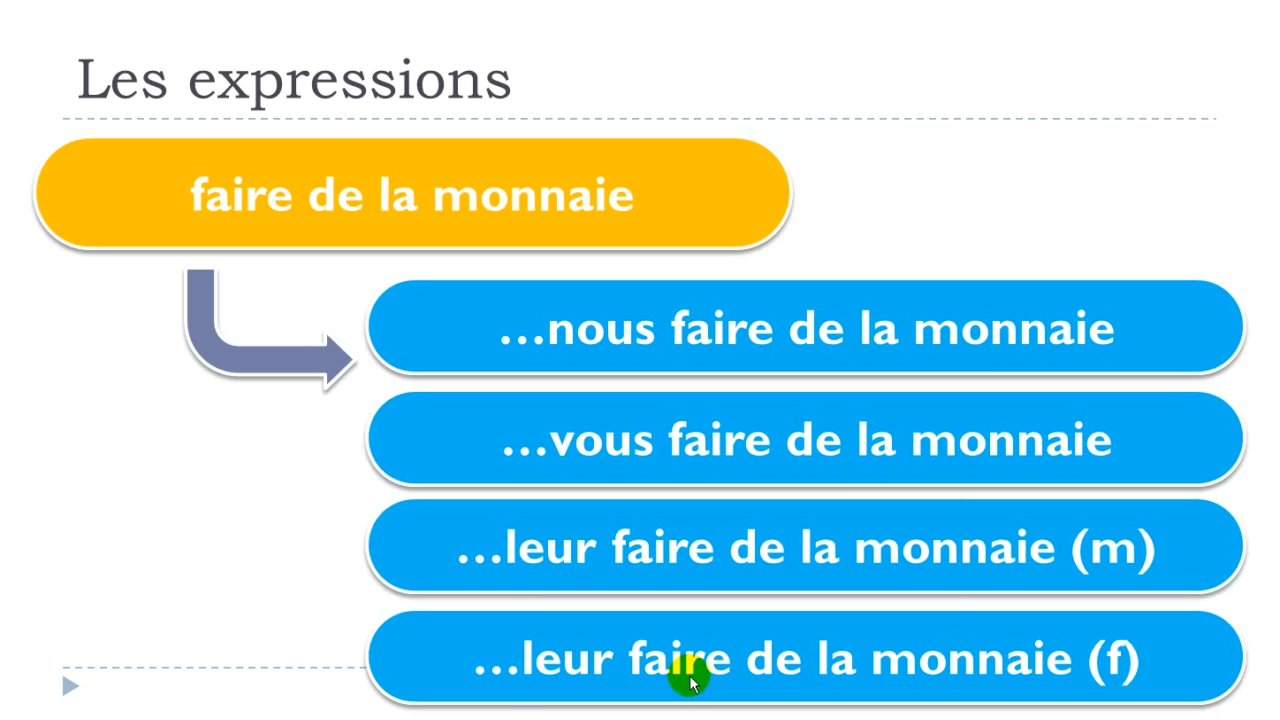 Les expressions
faire de la monnaie
...nous faire de la monnaie
...vous faire de la monnaie
...leur faire de la monnaie (m)
...leur faire de la monnaie (f)